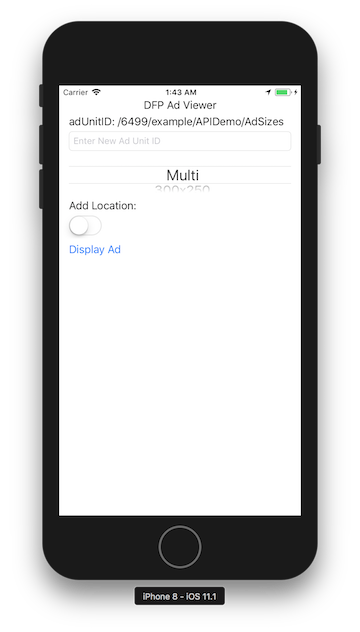 Carrier 1:43 AM
DFP Ad Viewer
adUnitID: /6499/example/APIDemo/AdSizes
Enter New Ad Unit ID
Multi
300x250
Add Location:
Display Ad
iPhone 8 - iOS 11.1